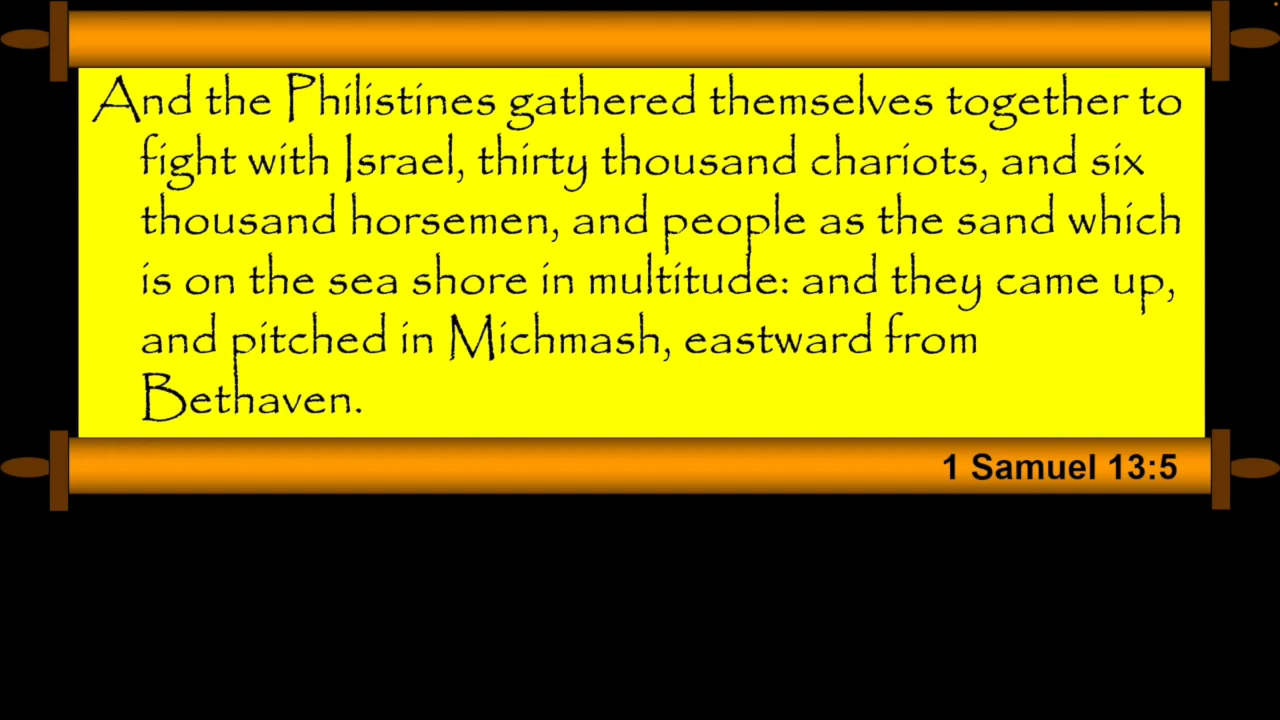 And the Philistines gathered themselves together to
fight with Israel, thirty thousand chariots, and six
thousand horsemen, and people as the sand which
is on the sea shore in multitude: and they came up,
and pitched in Michmash, eastward from
Bethaven.
1 Samuel 13:5